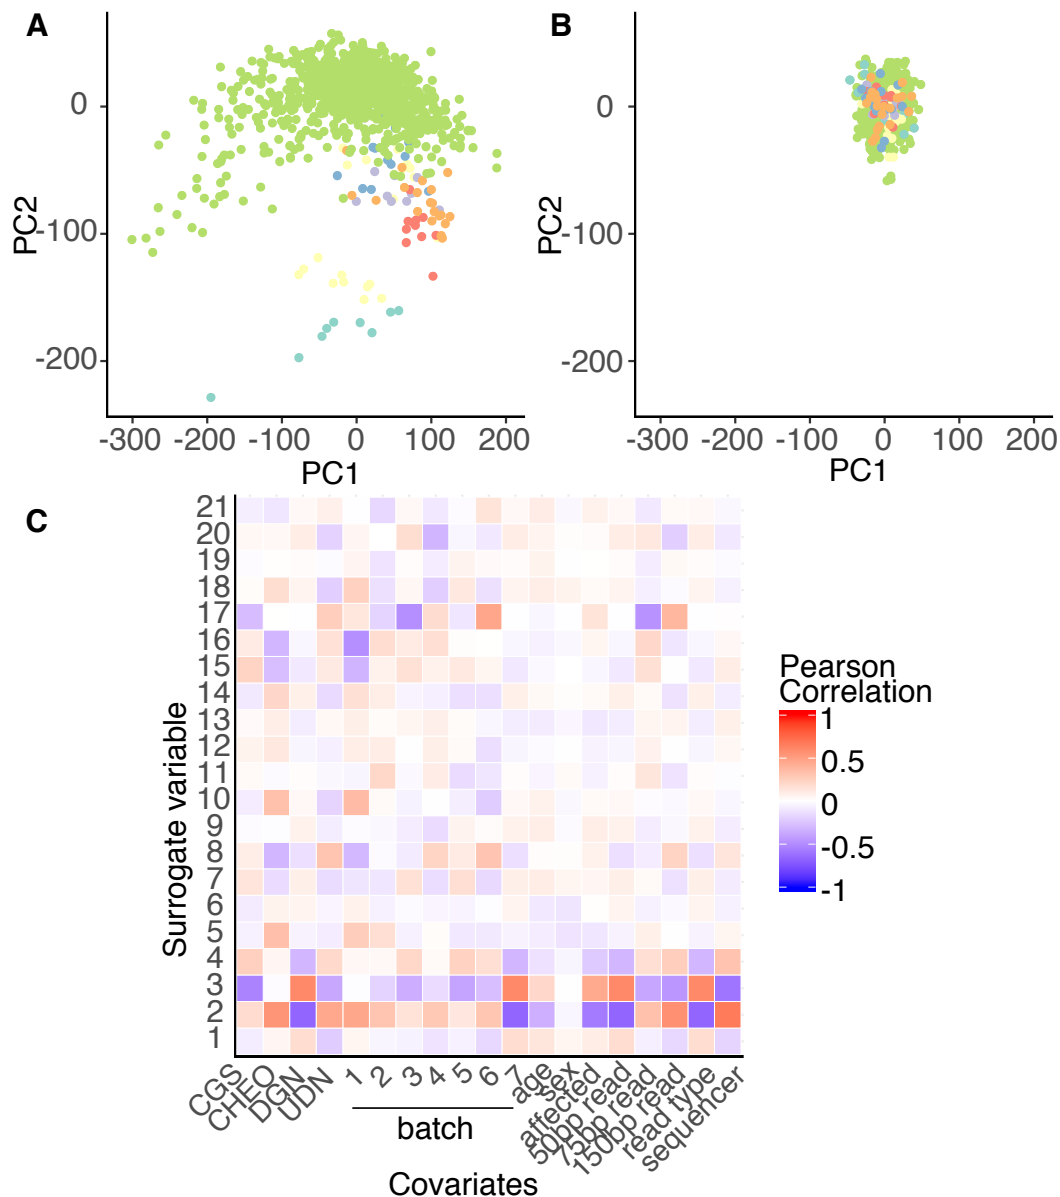 A
B
0
-100
-200
PC2
-300 -200 -100 0 100 200
PC1
0
-100
-200
PC2
-300 -200 -100 0 100 200
PC1
C
21
20
19
18
17
16
15
14
13
12
11
10
9
8
7
6
5
4
3
2
1
Surrogate variable
CGS
CHEO
DGN
UDN
1
2
3
4
5
6
7
age
sex
affected
50bp read
75bp read
150bp read
read type
sequencer
batch
Covariates
Pearson
Correlation
1
0.5
0
-0.5
-1